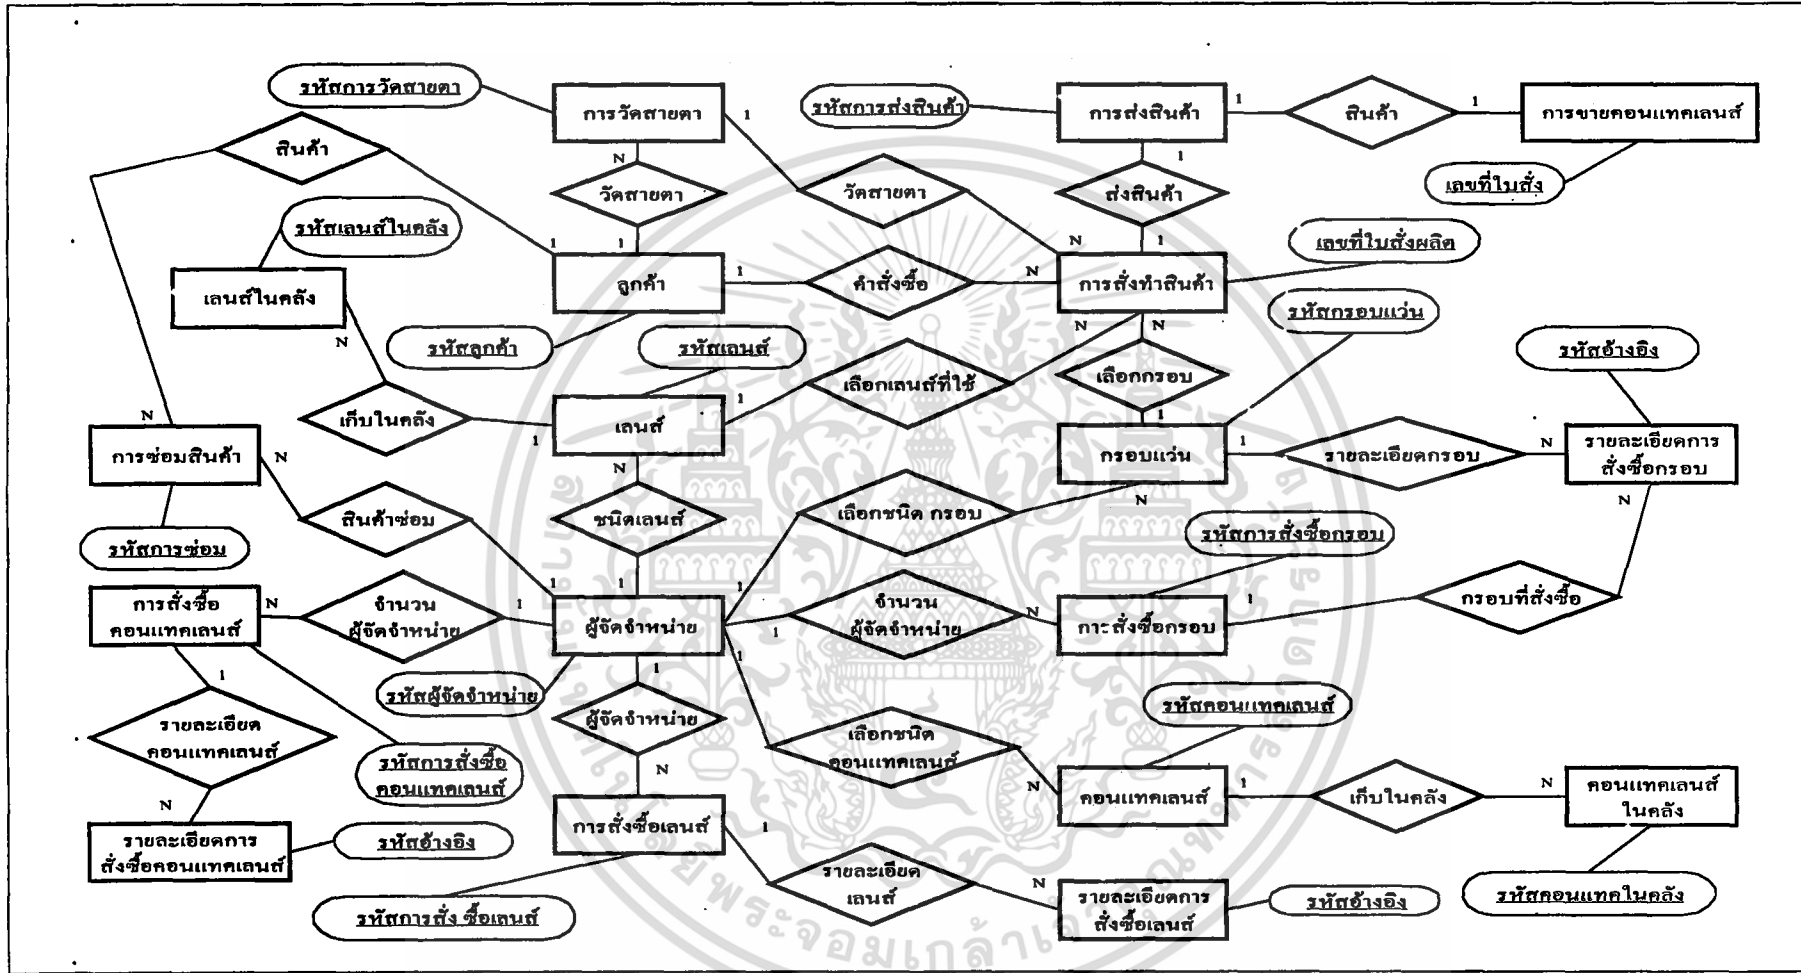 รหัสการวัดสายตา
การวัดสายตา
1
รหัสการส่งสินค้า
การส่งสินค้า
1
สินค้า
1
การขายคอนแทคเลนส์
สินค้า
N
วัดสายตา
วัดสายตา
1
ส่งสินค้า
เลขที่ใบสั่ง
รหัสเลนส์ในคลัง
1
1
N
1
เลขที่ใบสั่งผลิต
เลนส์ในคลัง
ลูกค้า
1
คำสั่งซื้อ
N
การสั่งทำสินค้า
รหัสกรอบแว่น
N
รหัสลูกค้า
รหัสเลนส์
N
N
รหัสอ้างอิง
เลือกเลนส์ที่ใช้
เลือกกรอบ
1
เก็บในคลัง
N
1
เลนส์
1
1
N
N
การซ่อมสินค้า
N
กรอบแว่น
รายละเอียดกรอบ
รายละเอียดการ
สั่งซื้อกรอบ
N
N
N
สินค้าซ่อม
ชนิดเลนส์
เลือกชนิด กรอบ
รหัสการสั่งซื้อกรอบ
รหัสการซ่อม
1
1
1
การสั่งซื้อ
คอนแทคเลนส์
N
จำนวน
ผู้จัดจำหน่าย
1
ผู้จัดจำหน่าย
1
จำนวน
ผู้จัดจำหน่าย
N
การสั่งซื้อกรอบ
1
กรอบที่สั่งซื้อ
1
1
1
รหัสผู้จัดจำหน่าย
รหัสคอนแทคเลนส์
รายละเอียด
คอนแทคเลนส์
ผู้จัดจำหน่าย
เลือกชนิด
คอนแทคเลนส์
รหัสการสั่งซื้อ
คอนแทคเลนส์
N
N
คอนแทคเลนส์
1
เก็บในคลัง
N
คอนแทคเลนส์
ในคลัง
N
การสั่งซื้อเลนส์
1
รายละเอียดการ
สั่งซื้อคอนแทคเลนส์
รหัสอ้างอิง
รายละเอียด
เลนส์
N
รายละเอียดการ
สั่งซื้อเลนส์
รหัสอ้างอิง
รหัสคอนแทคในคลัง
รหัสการสั่ง ซื้อเลนส์
พระจอมเกล้าเจ้าคุณทหารลาดกระบัง